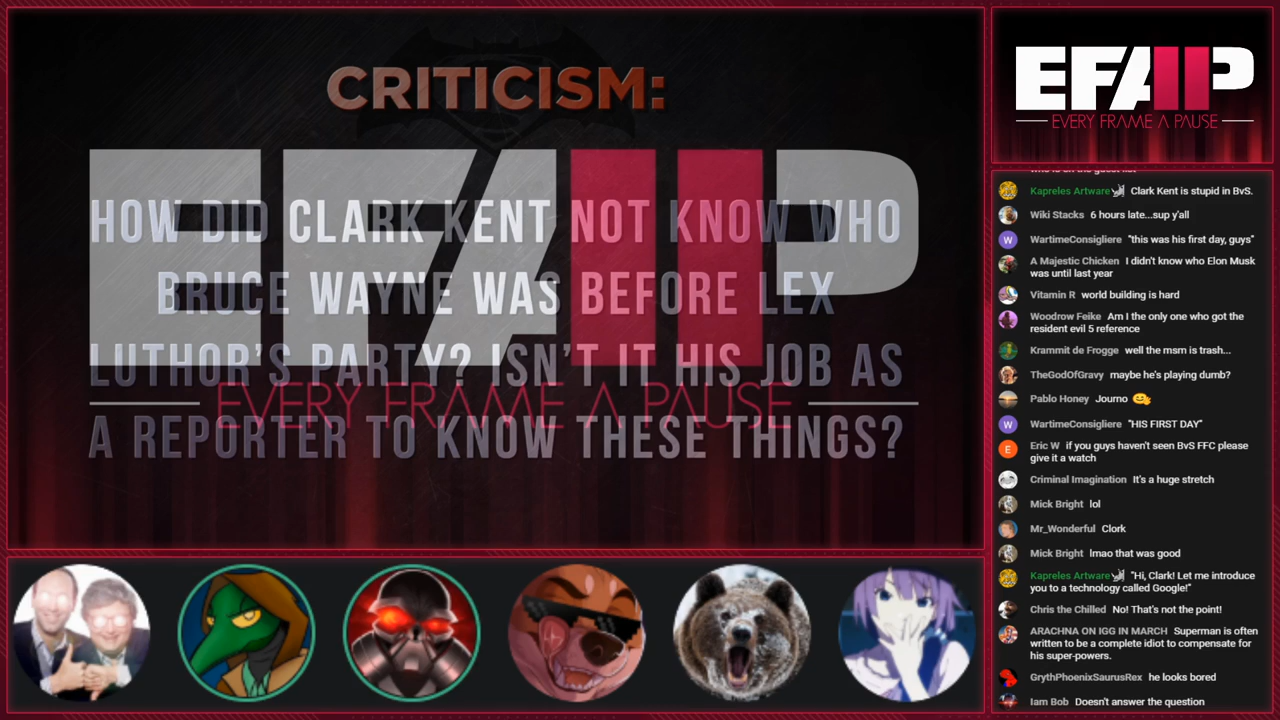 CRITICISM:
EFAP
EVERY FRAME A PAUSE
HOW DID CLARK KENT NOT KNOW WHO
BRUCE WAYNE WAS BEFORE LEX
LUTHOR'S PARTY? ISN'T IT HIS JOB AS
A REPORTER TO KNOW THESE THINGS?
EFAP
EVERY FRAME A PAUSE
who is on the guest list
Kapreles Artware Clark Kent is stupid in BvS.
Wiki Stacks 6 hours late...sup y'all
W WartimeConsigliere "this was his first day, guys"
A Majestic Chicken I didn't know who Elon Musk
was until last year
Vitamin R world building is hard
Woodrow Feike Am I the only one who got the
resident evil 5 reference
Krammit de Frogge well the msm is trash...
TheGodOfGravy maybe he's playing dumb?
Pablo Honey Journo
W WartimeConsigliere "HIS FIRST DAY"
E Eric W if you guys haven't seen BvS FFC please
give it a watch
Criminal Imagination It's a huge stretch
Mick Bright lol
Mr_Wonderful Clork
Mick Bright lmao that was good
Kapreles Artware "Hi, Clark! Let me introduce
you to a technology called Google!"
Chris the Chilled No! That's not the point!
ARACHNA ON IGG IN MARCH Superman is often
written to be a complete idiot to compensate for
his super-powers.
GrythPhoenixSaurusRex he looks bored
Iam Bob Doesn't answer the question